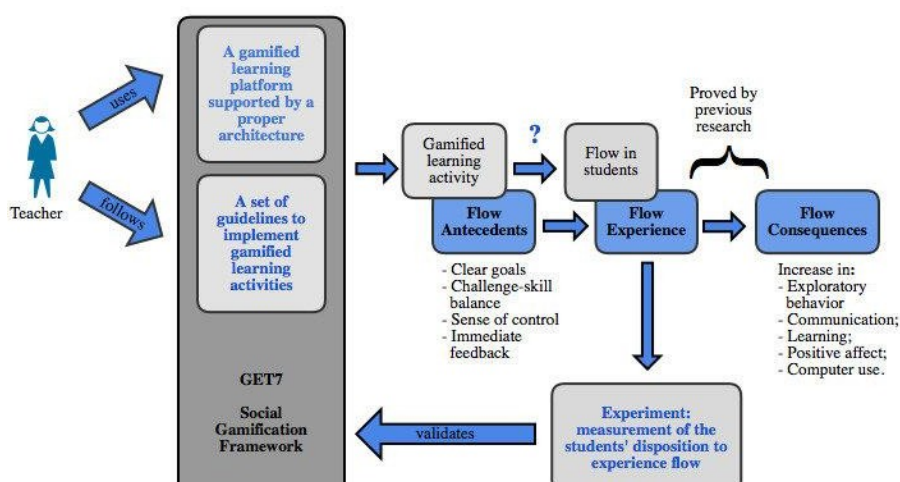 A gamified
learning
platform
supported by a
proper
architecture
uses
Teacher
follows
A set of
guidelines to
implement
gamified
learning
activities
GET7
Social
Gamification
Framework
Gamified
learning
activity
?
Flow in
students
Proved by
previous
research
Flow
Antecedents
Flow
Experience
Flow
Consequences
- Clear goals
- Challenge-skill
balance
- Sense of control
- Immediate
feedback
Increase in:
- Exploratory
behavior
- Communication;
- Learning;
- Positive affect;
- Computer use.
Experiment:
measurement of the
students' disposition to
experience flow
validates